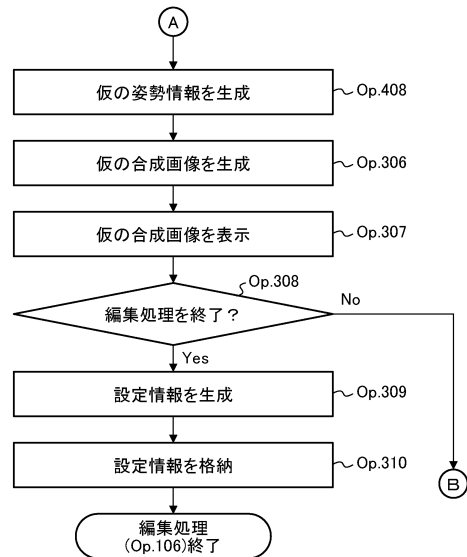 A
仮の姿勢情報を生成
Op.408
仮の合成画像を生成
Op.306
仮の合成画像を表示
Op.307
Op.308
編集処理を終了？
No
Yes
設定情報を生成
Op.309
設定情報を格納
Op.310
B
編集処理
(Op.106)終了